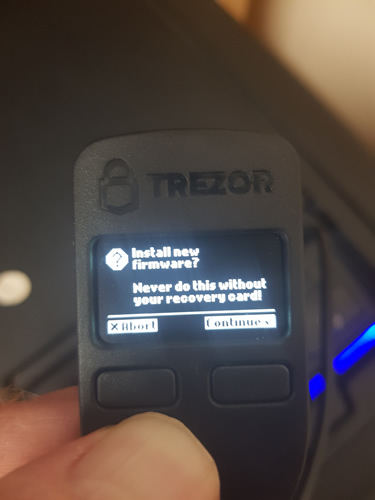 TREZOR
Install new
firmware?
Never do this without
your recovery card!
Abort
Continue